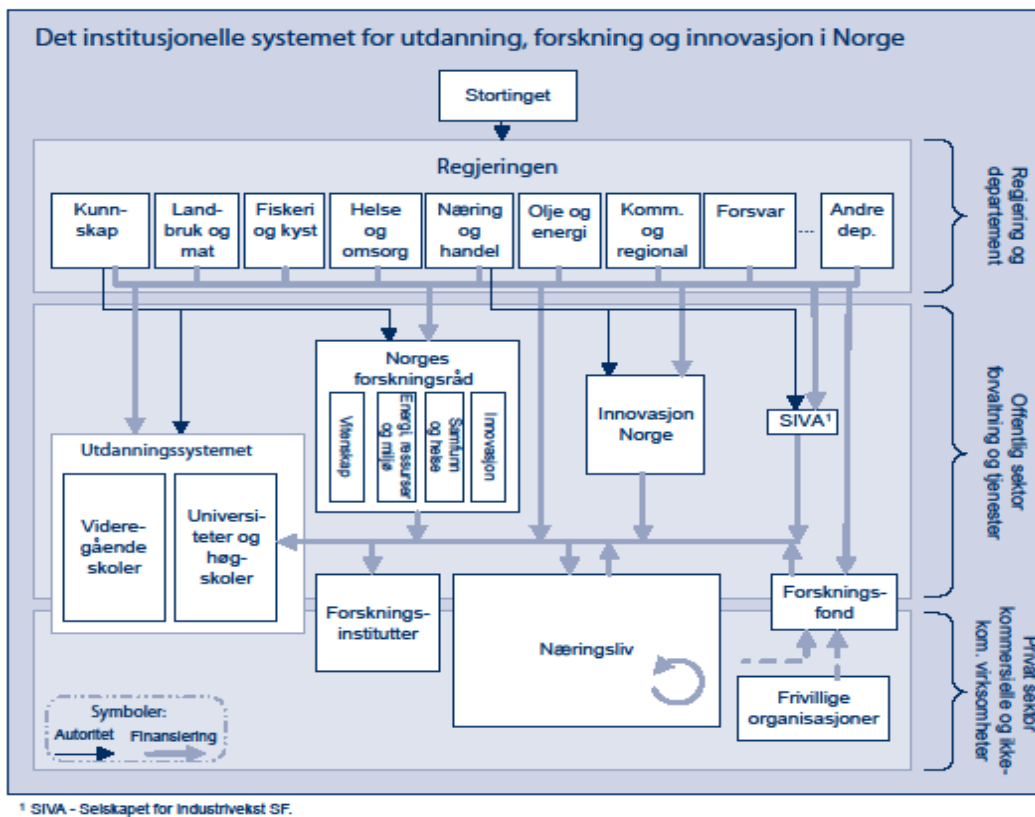 Det institusjonelle systemet for utdanning, forskning og innovasjon i Norge
Stortinget
Regjeringen
Kunn-
skap
Land-
bruk og
mat
Fiskeri
og kyst
Helse
og
omsorg
Næring
og
handel
Olje og
energi
Komm.
og
regional
Forsvar
....
Andre
dep.
Regjering og
departement
Norges
forskningsråd
Vitenskap
Energi, ressurser
og miljø
Samfunn
og helse
Innovasjon
Innovasjon
Norge
SIVA¹
Offentlig sektor
forvaltning og tjenester
Utdanningssystemet
Videre-
gående
skoler
Universi-
teter og
høg-
skoler
Forsknings-
institutter
Næringsliv
Forsknings-
fond
Frivillige
organisasjoner
Privat sektor
kommersielle og ikke-
kom. virksomheter
Symboler:
Autoritet
Finansiering
¹ SIVA - Selskapet for Industrivekst SF.